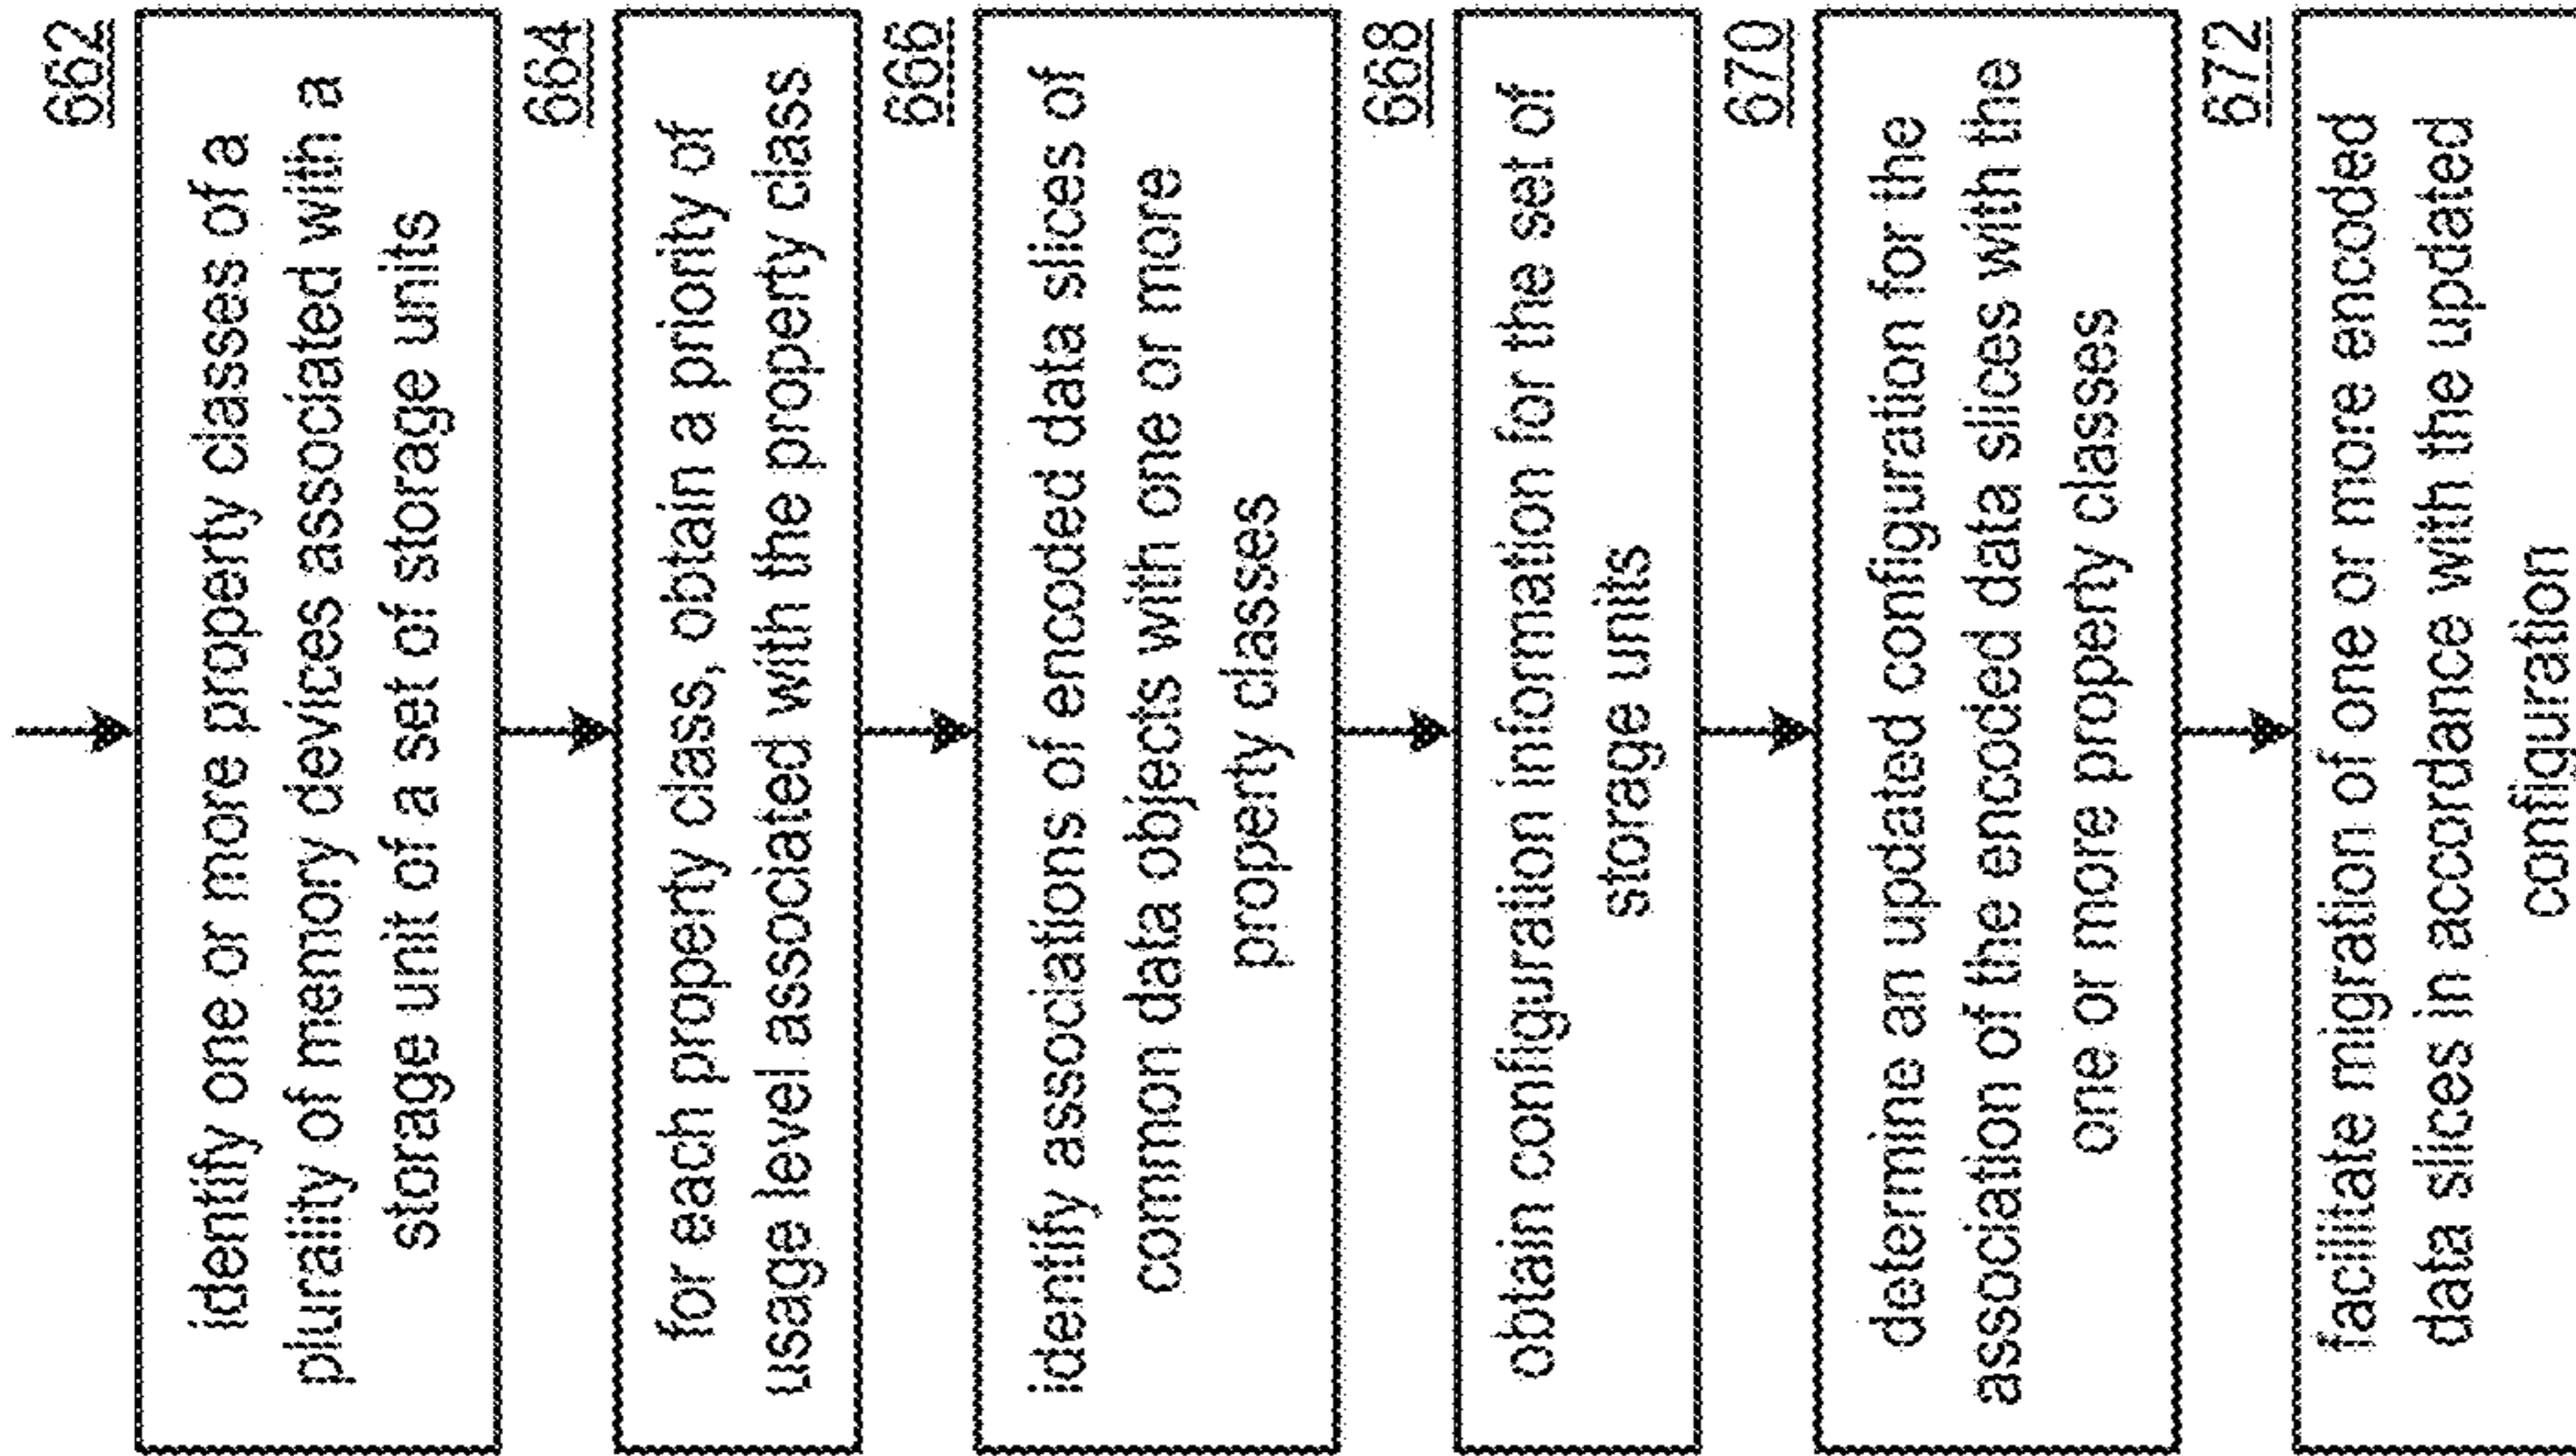 662
identify one or more property classes of a
plurality of memory devices associated with a
storage unit of a set of storage units
664
for each property class, obtain a priority of
usage level associated with the property class
666
identify associations of encoded data slices of
common data objects with one or more
property classes
668
obtain configuration information for the set of
storage units
670
determine an updated configuration for the
association of the encoded data slices with the
one or more property classes
672
facilitate migration of one or more encoded
data slices in accordance with the updated
configuration